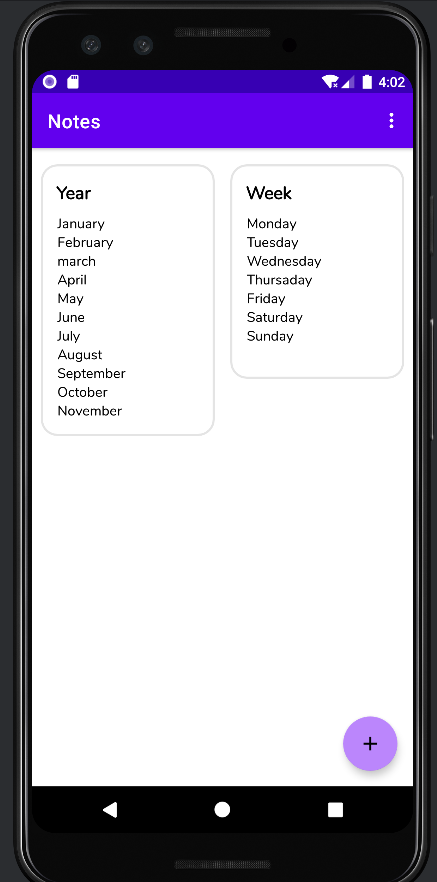 4:02
Notes
Year
January
February
march
April
May
June
July
August
September
October
November
Week
Monday
Tuesday
Wednesday
Thursaday
Friday
Saturday
Sunday
+